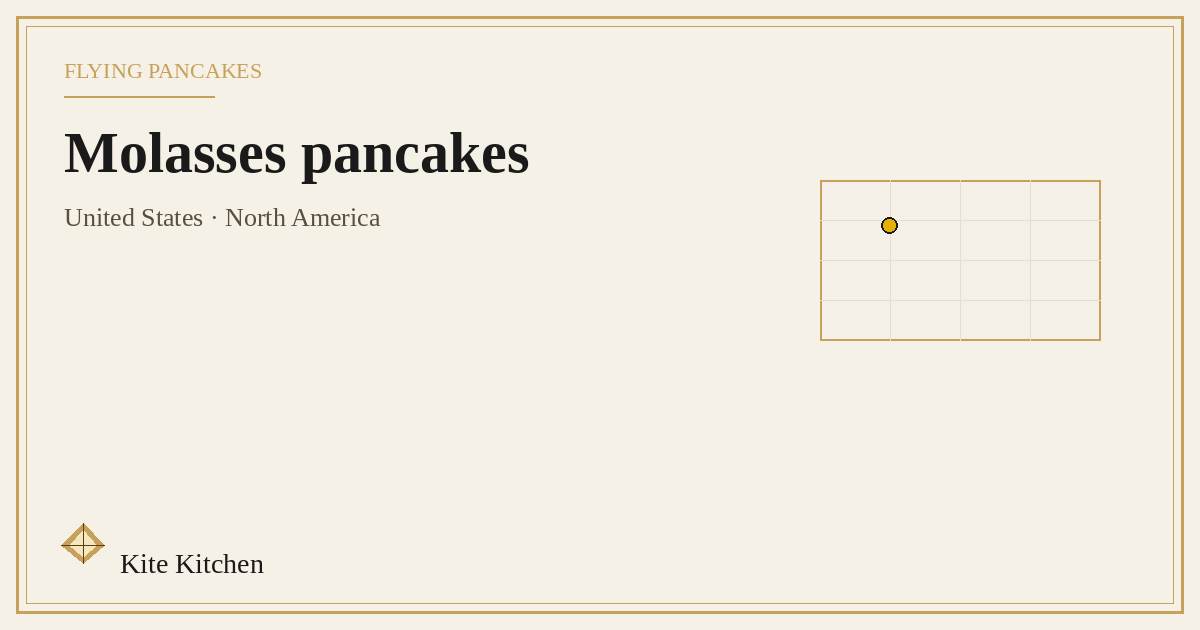 FLYING PANCAKES
Molasses pancakes
United States · North America
Kite Kitchen